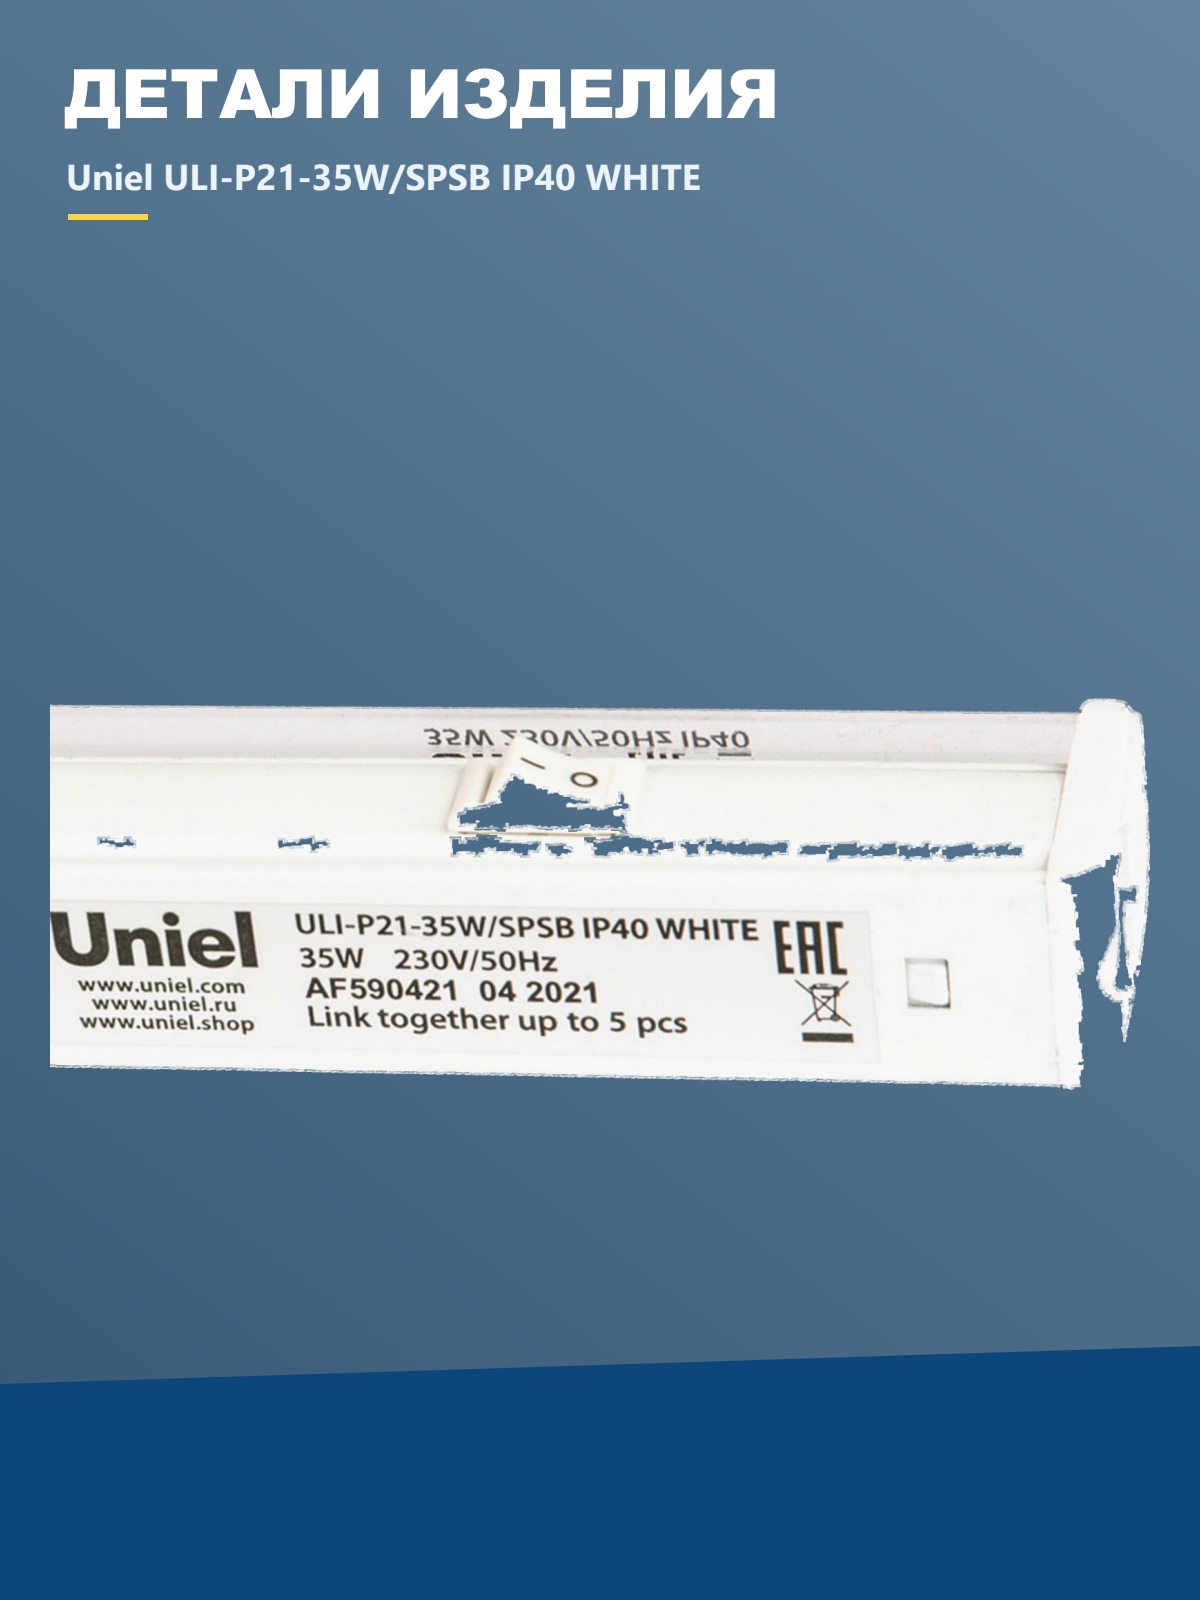 ДЕТАЛИ ИЗДЕЛИЯ
Uniel ULI-P21-35W/SPSB IP40 WHITE
35W 230V/50Hz IP40
I O
Uniel
www.uniel.com
www.uniel.ru
www.uniel.shop
ULI-P21-35W/SPSB IP40 WHITE
35W 230V/50Hz
AF590421 04 2021
Link together up to 5 pcs
EAC